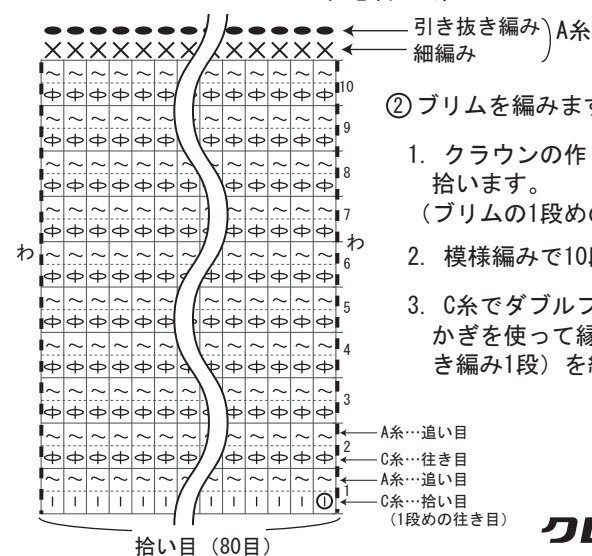 引き抜き編み
細編み
A糸
10
9
8
7
6
5
4
3
2
1
わ
わ
A糸…追い目
C糸…往き目
A糸…追い目
C糸…拾い目
(1段めの往き目)
拾い目(80目)
②ブリムを編みます
1. クラウンの作
拾います。
(ブリムの1段めの
2. 模様編みで10段
3. C糸でダブルフ
かぎを使って縁
き編み1段)を編